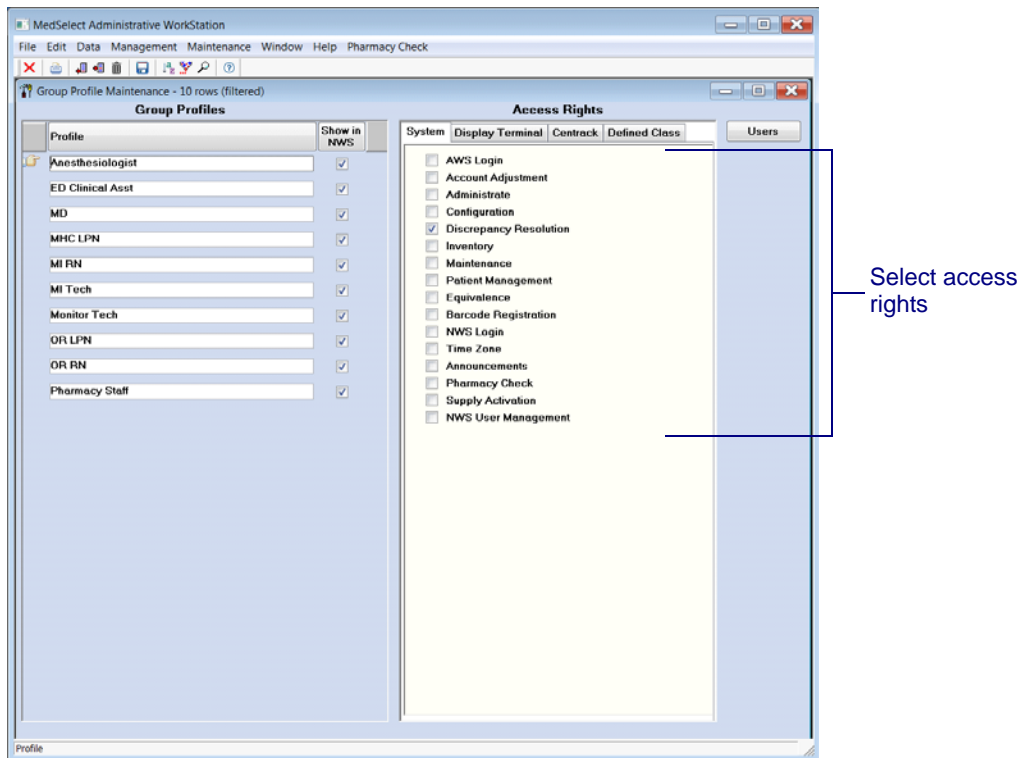 MedSelect Administrative WorkStation
File Edit Data Management Maintenance Window Help Pharmacy Check
Group Profile Maintenance - 10 rows (filtered)
Group Profiles
Access Rights
Profile
Show in
NWS
System Display Terminal Centrack Defined Class
Users
Anesthesiologist
ED Clinical Asst
MD
MHC LPN
MI RN
MI Tech
Monitor Tech
OR LPN
OR RN
Pharmacy Staff
AWS Login
Account Adjustment
Administrate
Configuration
Discrepancy Resolution
Inventory
Maintenance
Patient Management
Equivalence
Barcode Registration
NWS Login
Time Zone
Announcements
Pharmacy Check
Supply Activation
NWS User Management
Select access
rights
Profile